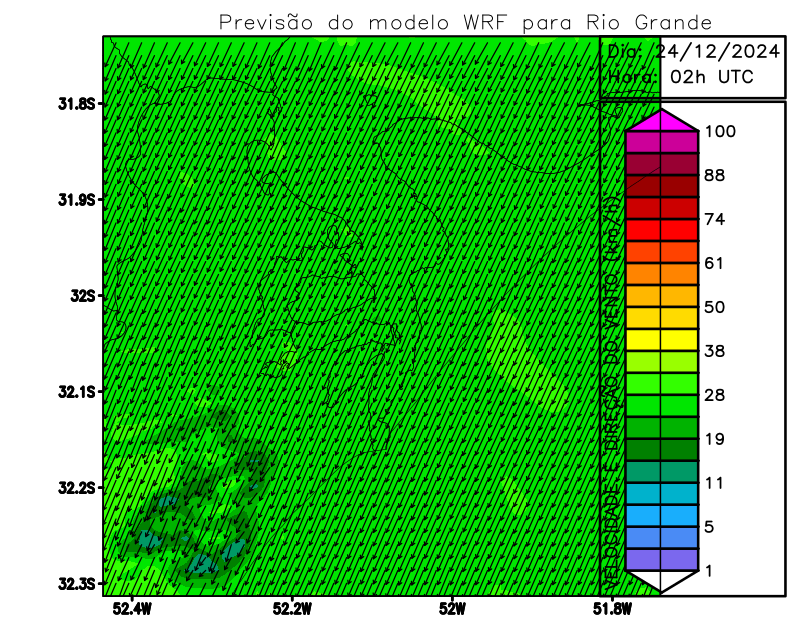 Previsão do modelo WRF para Rio Grande
Dia: 24/12/2024
Hora: 02h UTC
31.8S
31.9S
32S
32.1S
32.2S
32.3S
52.4W
52.2W
52W
51.8W
VELOCIDADE E DIREÇÃO DO VENTO (km/h)
100
88
74
61
50
38
28
19
11
5
1